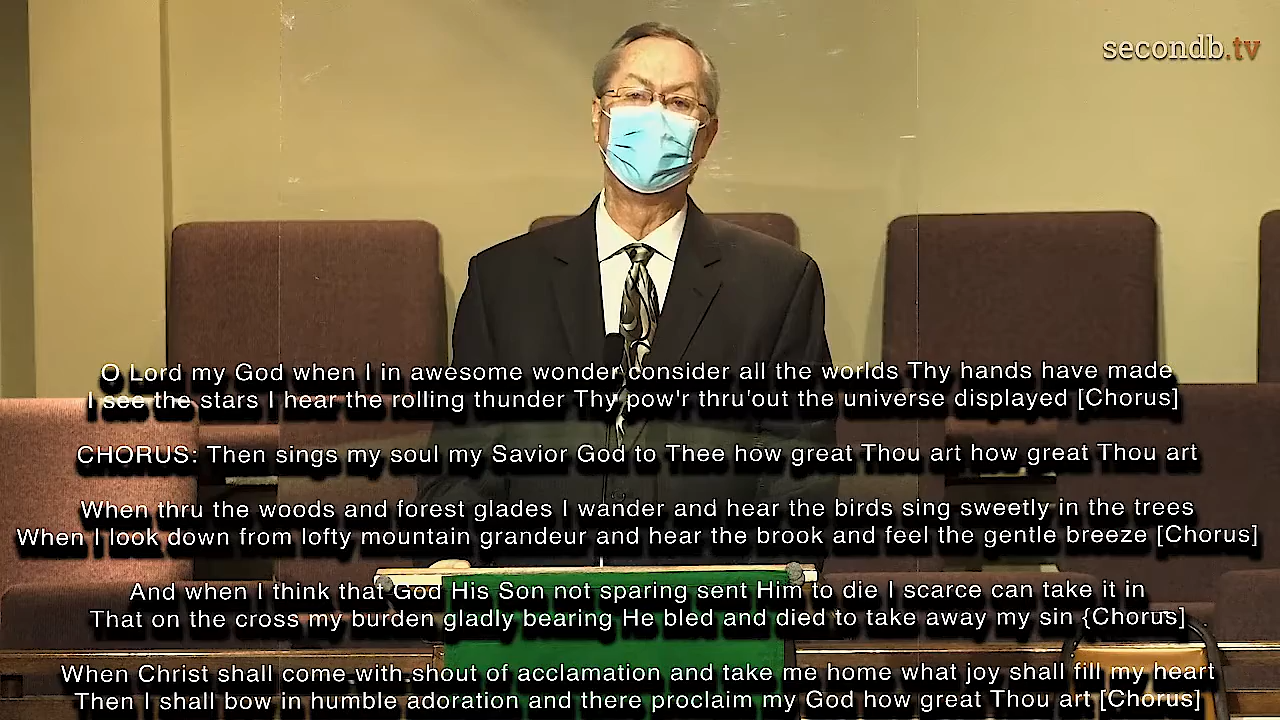 secondb.tv
O Lord my God when I in awesome wonder consider all the worlds Thy hands have made
I see the stars I hear the rolling thunder Thy pow'r thru'out the universe displayed [Chorus]
CHORUS: Then sings my soul my Savior God to Thee how great Thou art how great Thou art
When thru the woods and forest glades I wander and hear the birds sing sweetly in the trees
When I look down from lofty mountain grandeur and hear the brook and feel the gentle breeze [Chorus]
And when I think that God His Son not sparing sent Him to die I scarce can take it in
That on the cross my burden gladly bearing He bled and died to take away my sin {Chorus]
When Christ shall come with shout of acclamation and take me home what joy shall fill my heart
Then I shall bow in humble adoration and there proclaim my God how great Thou art [Chorus]